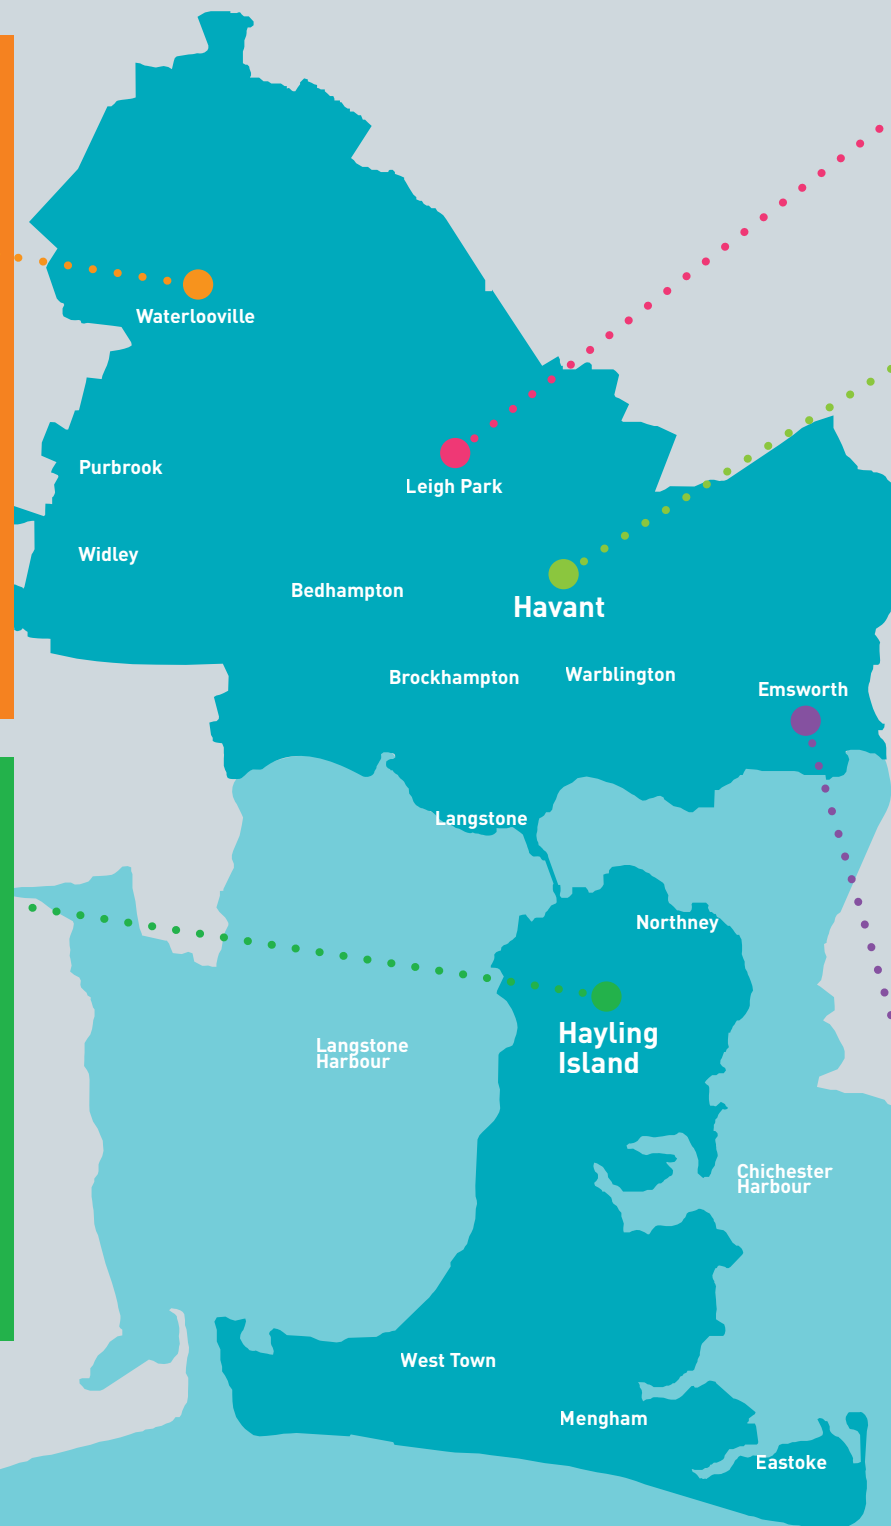 Waterlooville
Purbrook
Leigh Park
Widley
Bedhampton
Havant
Brockhampton
Warblington
Emsworth
Langstone
Northney
Hayling
Island
Langstone
Harbour
Chichester
Harbour
West Town
Mengham
Eastoke